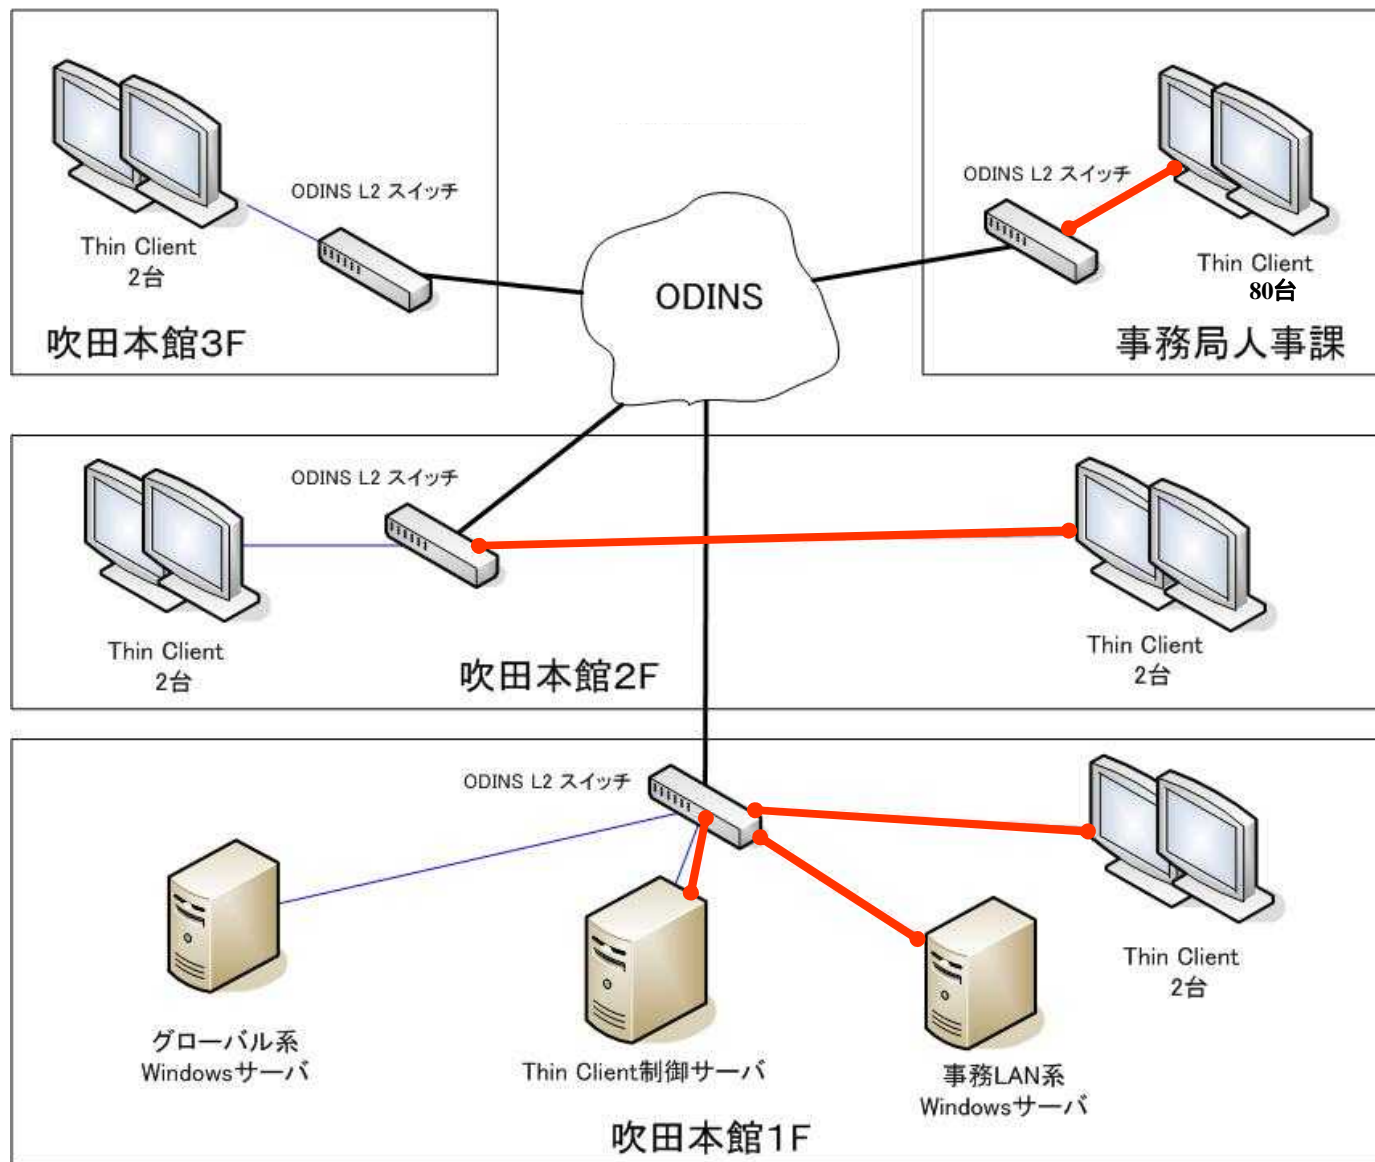 ODINS L2 スイッチ
Thin Client
2台
吹田本館3F
ODINS
ODINS L2 スイッチ
Thin Client
80台
事務局人事課
ODINS L2 スイッチ
Thin Client
2台
吹田本館2F
Thin Client
2台
ODINS L2 スイッチ
Thin Client
2台
グローバル系
Windowsサーバ
Thin Client制御サーバ
事務LAN系
Windowsサーバ
吹田本館1F